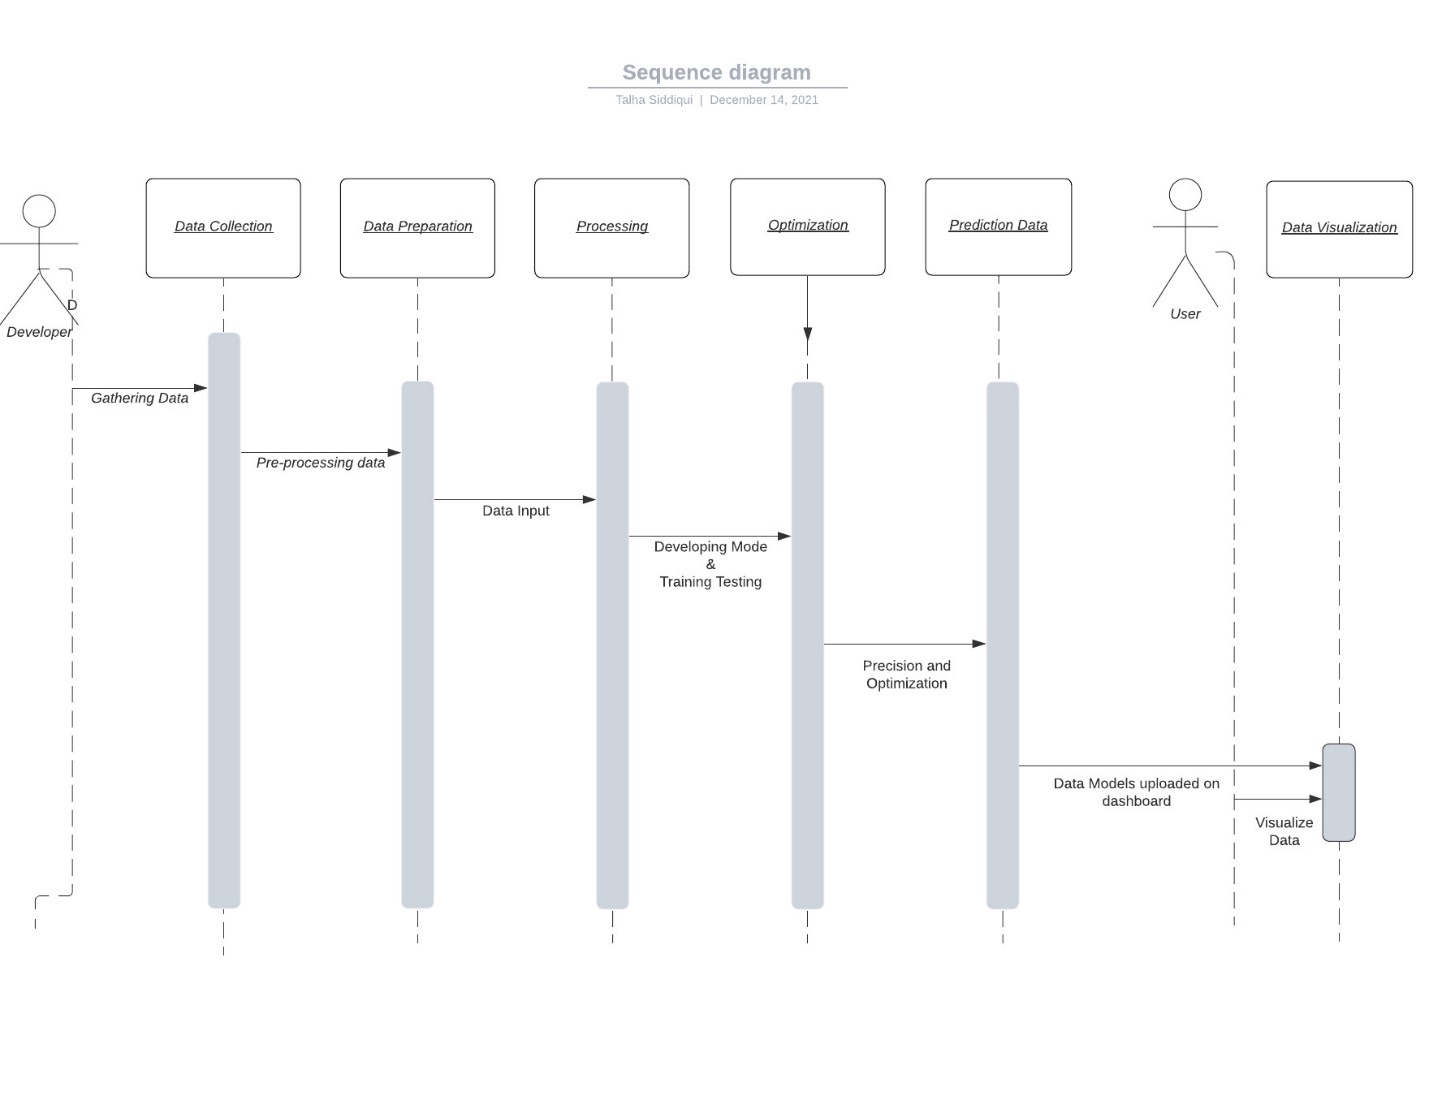 Sequence diagram
Talha Siddiqui | December 14, 2021
Data Collection
Data Preparation
Processing
Optimization
Prediction Data
Data Visualization
D
Developer
User
Gathering Data
Pre-processing data
Data Input
Developing Mode
&
Training Testing
Precision and
Optimization
Data Models uploaded on
dashboard
Visualize
Data